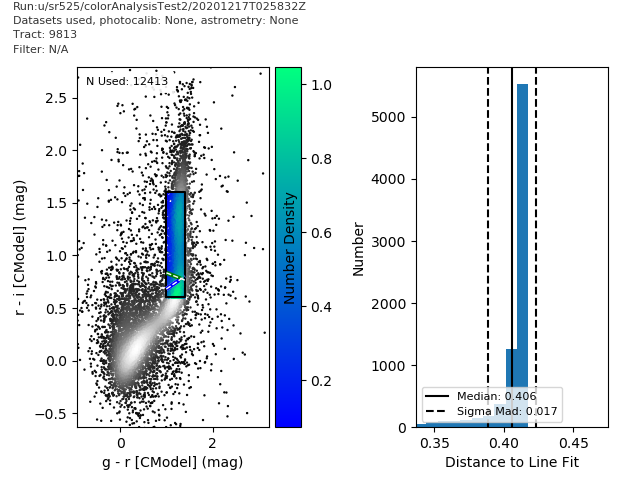 Run:u/sr525/colorAnalysisTest2/20201217T025832Z
Datasets used, photocalib: None, astrometry: None
Tract: 9813
Filter: N/A
N Used: 12413
r - i [CModel] (mag)
2.5
2.0
1.5
1.0
0.5
0.0
−0.5
0
2
g - r [CModel] (mag)
1.0
0.8
0.6
0.4
0.2
Number Density
Number
5000
4000
3000
2000
1000
0
Median: 0.406
Sigma Mad: 0.017
0.35
0.40
0.45
Distance to Line Fit